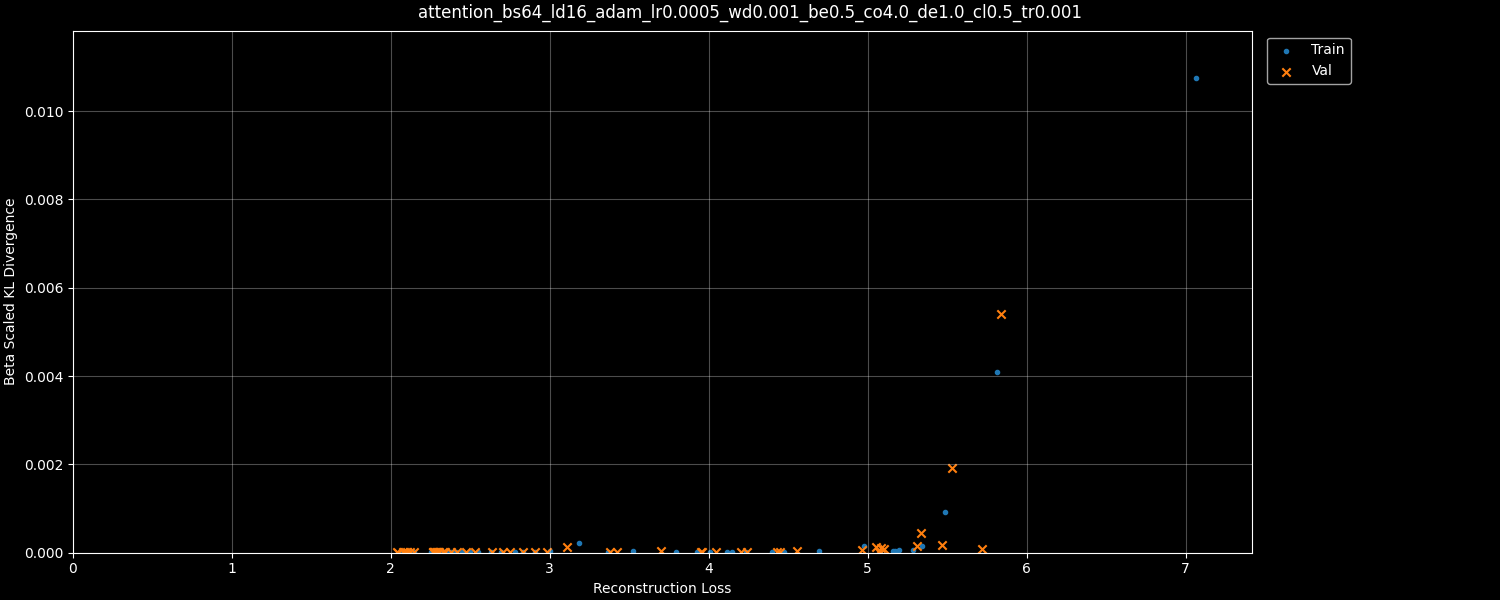 attention_bs64_ld16_adam_lr0.0005_wd0.001_be0.5_co4.0_de1.0_cl0.5_tr0.001
Train
Val
0.010
0.008
0.006
0.004
0.002
0.000
Beta Scaled KL Divergence
0 1 2 3 4 5 6 7
Reconstruction Loss